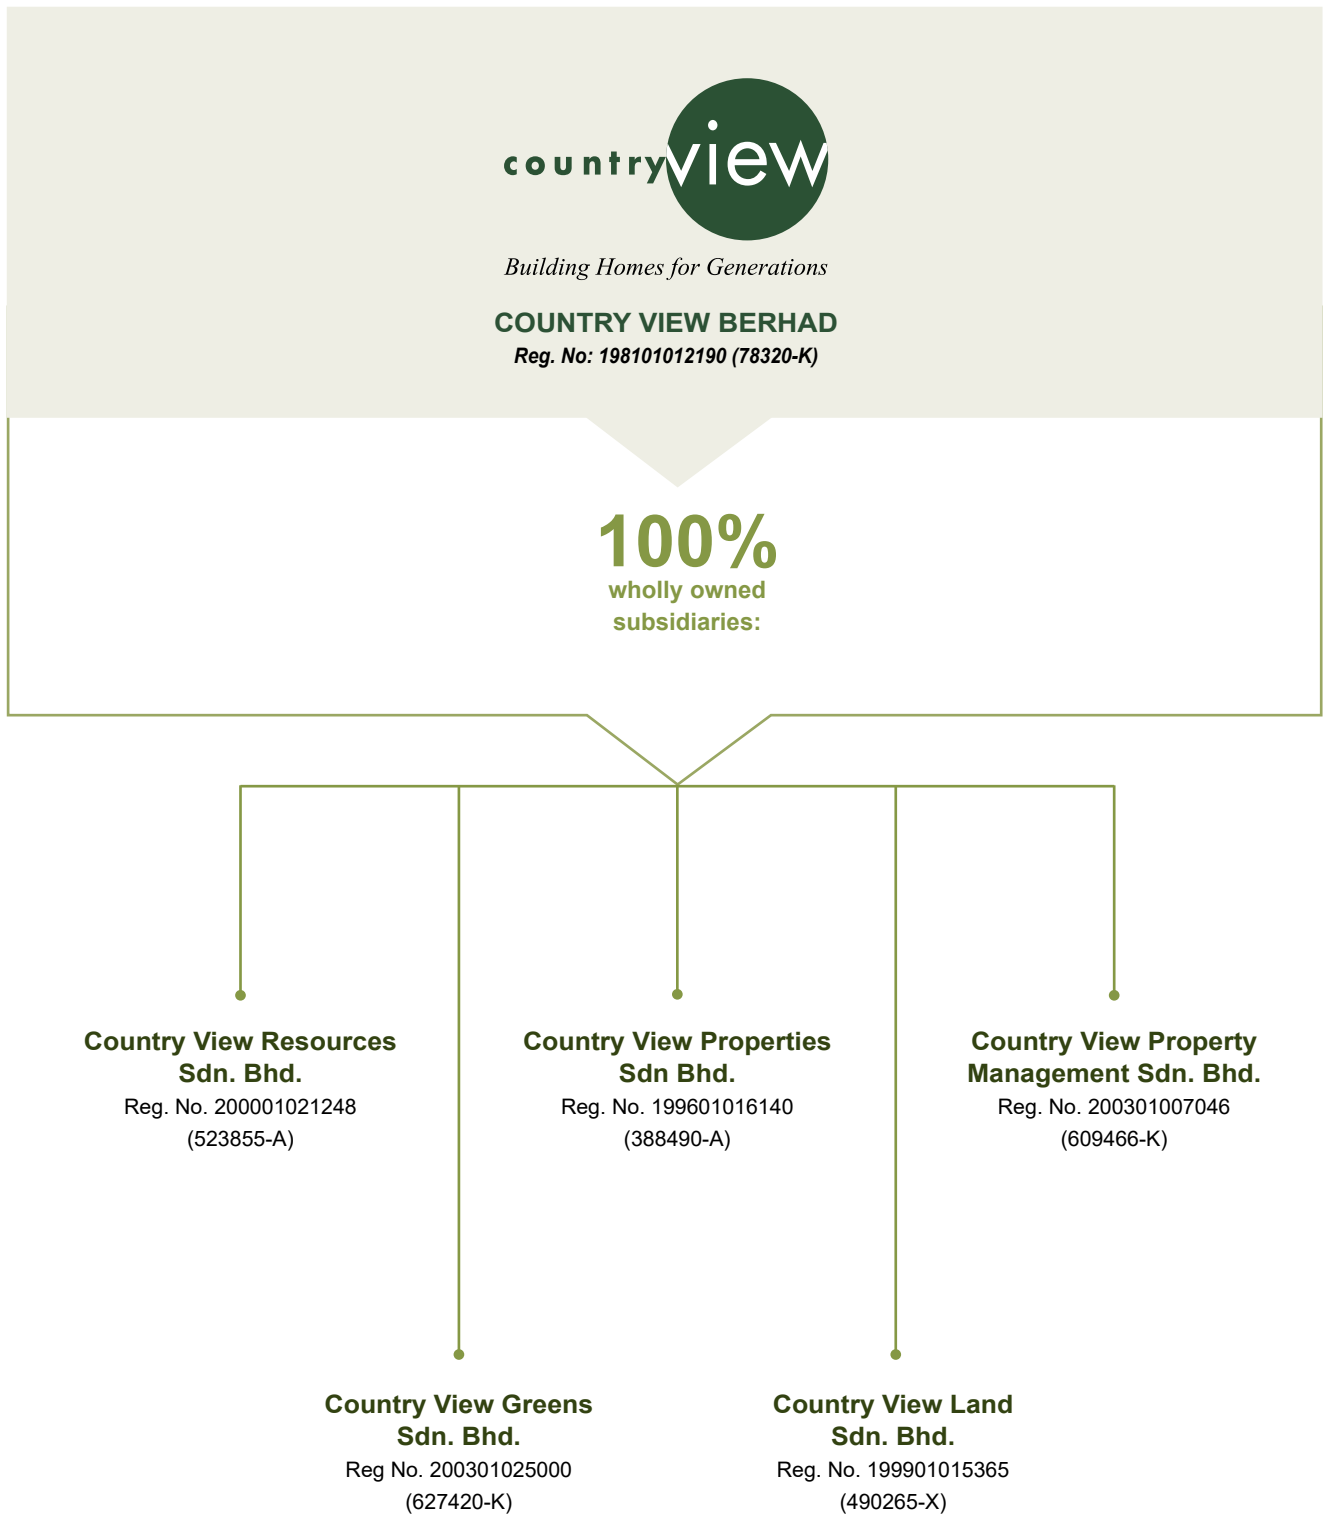 countryview
Building Homes for Generations
COUNTRY VIEW BERHAD
Reg. No: 198101012190 (78320-K)
100%
wholly owned
subsidiaries:
Country View Resources
Sdn. Bhd.
Reg. No. 200001021248
(523855-A)
Country View Properties
Sdn Bhd.
Reg. No. 199601016140
(388490-A)
Country View Property
Management Sdn. Bhd.
Reg. No. 200301007046
(609466-K)
Country View Greens
Sdn. Bhd.
Reg No. 200301025000
(627420-K)
Country View Land
Sdn. Bhd.
Reg. No. 199901015365
(490265-X)